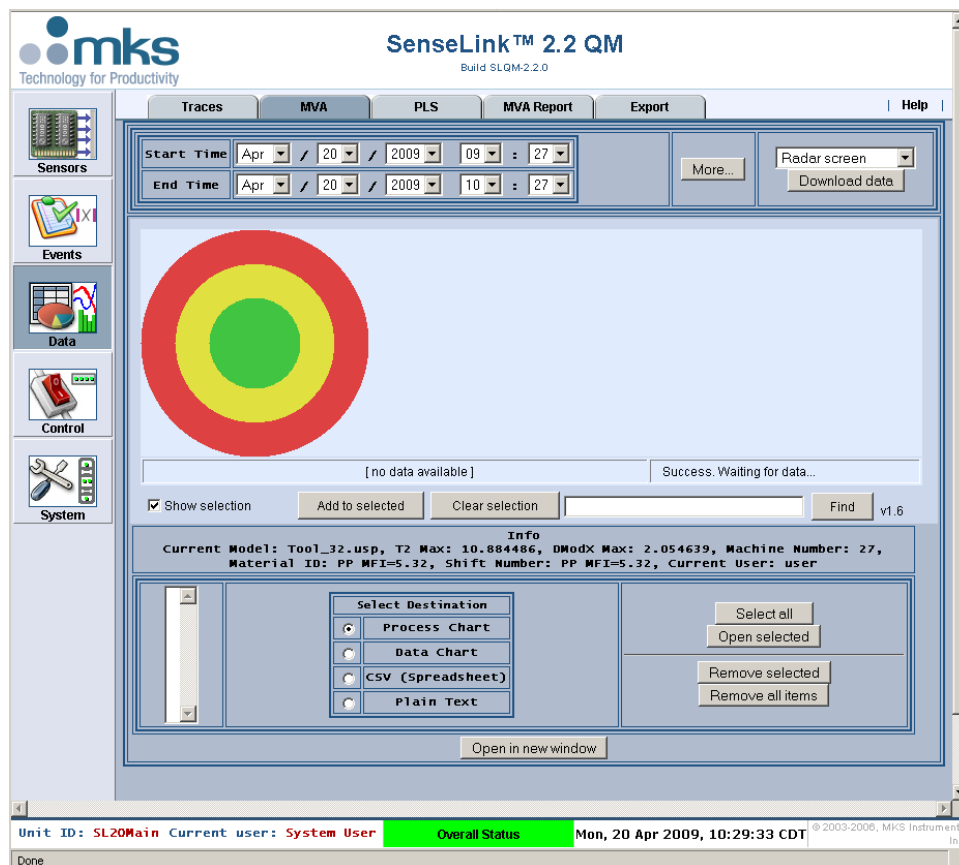 mks
Technology for Productivity
SenseLink™ 2.2 QM
Build SLQM-2.2.0
Traces MVA PLS MVA Report Export | Help |
Sensors
Events
Data
Control
System
Start Time Apr / 20 / 2009 09 : 27
End Time Apr / 20 / 2009 10 : 27
More...
Radar screen
Download data
[ no data available ] Success. Waiting for data...
Show selection Add to selected Clear selection Find v1.6
Info
Current Model: Tool_32.usp, T2 Max: 10.884486, DModX Max: 2.054639, Machine Number: 27,
Material ID: PP MFI=5.32, Shift Number: PP MFI=5.32, Current User: user
Select Destination
Process Chart
Data Chart
CSV (Spreadsheet)
Plain Text
Select all
Open selected
Remove selected
Remove all items
Open in new window
Unit ID: SL20Main Current user: System User Overall Status Mon, 20 Apr 2009, 10:29:33 CDT © 2003-2006, MKS Instrument
In
Done